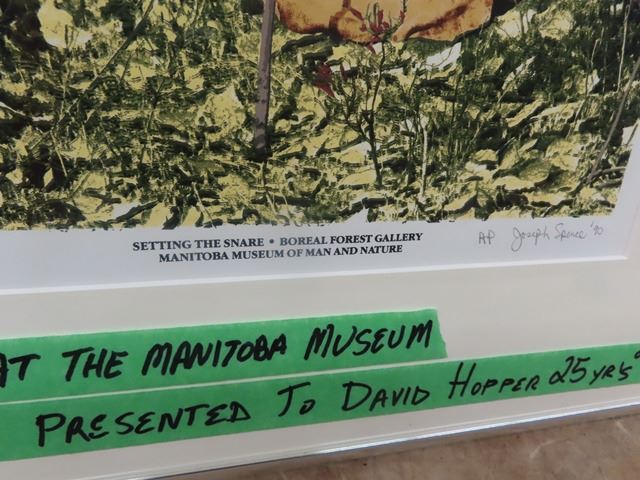 SETTING THE SNARE • BOREAL FOREST GALLERY
MANITOBA MUSEUM OF MAN AND NATURE
AP Joseph Spence '90
AT THE MANITOBA MUSEUM
PRESENTED TO DAVID HOPPER 25 YR'S